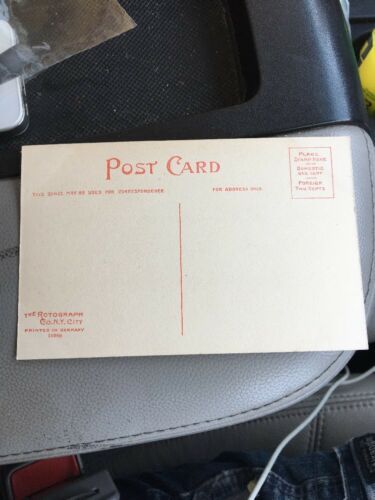 POST CARD
THIS SPACE MAY BE USED FOR CORRESPONDENCE
FOR ADDRESS ONLY
PLACE
STAMP HERE
DOMESTIC
ONE CENT
FOREIGN
TWO CENTS
THE ROTOGRAPH
CO. N.Y. CITY
PRINTED IN GERMANY